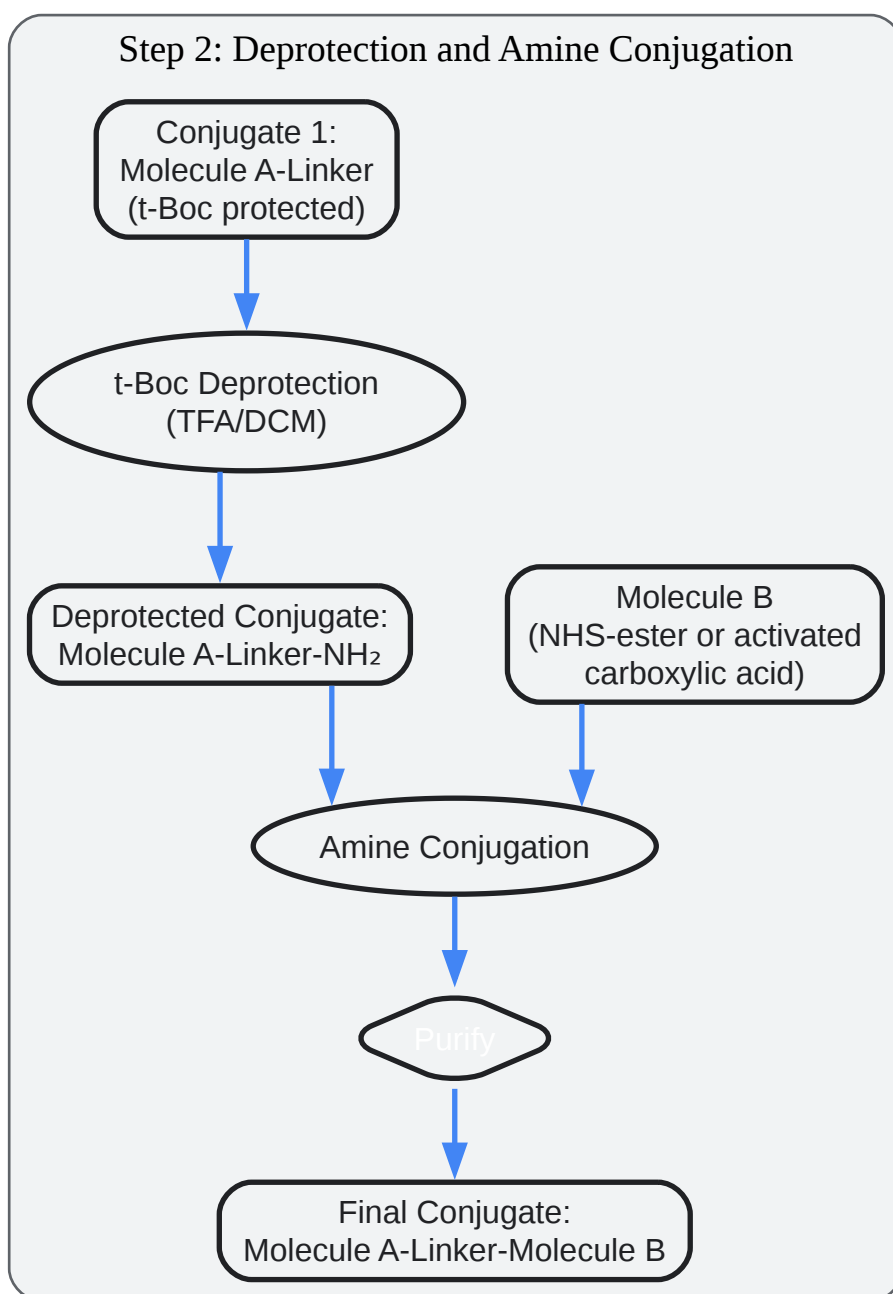 Step 2: Deprotection and Amine Conjugation
Conjugate 1:
Molecule A-Linker
(t-Boc protected)
t-Boc Deprotection
(TFA/DCM)
Deprotected Conjugate:
Molecule A-Linker-NH₂
Molecule B
(NHS-ester or activated
carboxylic acid)
Amine Conjugation
Purify
Final Conjugate:
Molecule A-Linker-Molecule B